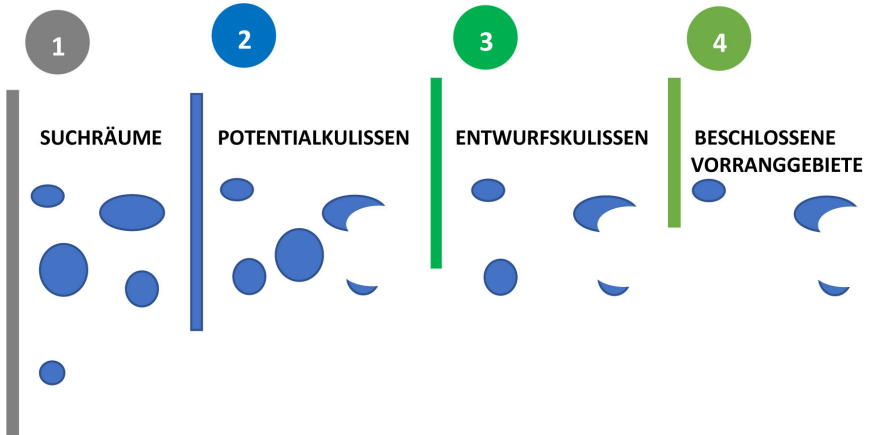 1
2
3
4
SUCHRÄUME
POTENTIALKULISSEN
ENTWURFSKULISSEN
BESCHLOSSENE
VORRANGGEBIETE